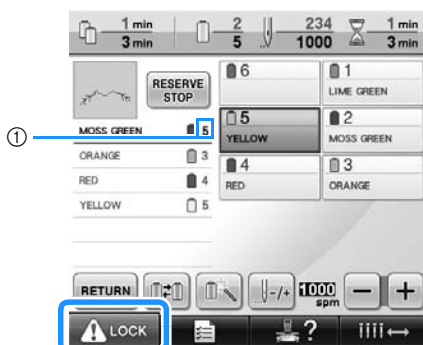 1 min
3 min
2
5
234
1000
1 min
3 min
RESERVE
STOP
6
1
LIME GREEN
①
MOSS GREEN 5
5
YELLOW
2
MOSS GREEN
ORANGE 3
RED 4
4
RED
3
ORANGE
YELLOW 5
RETURN
-/+
1000
spm
- +
LOCK
?